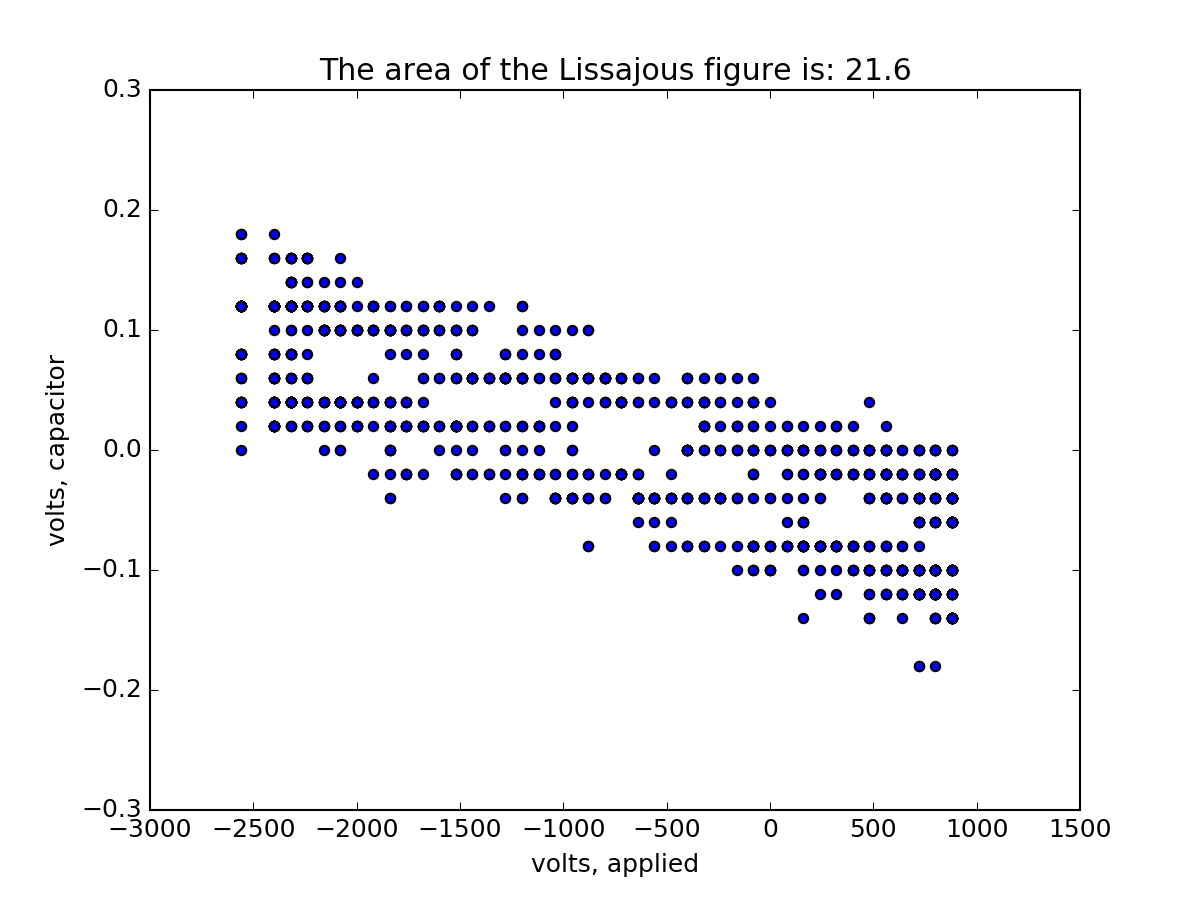 The area of the Lissajous figure is: 21.6
0.3
0.2
0.1
0.0
−0.1
−0.2
−0.3
volts, capacitor
−3000 −2500 −2000 −1500 −1000 −500 0 500 1000 1500
volts, applied